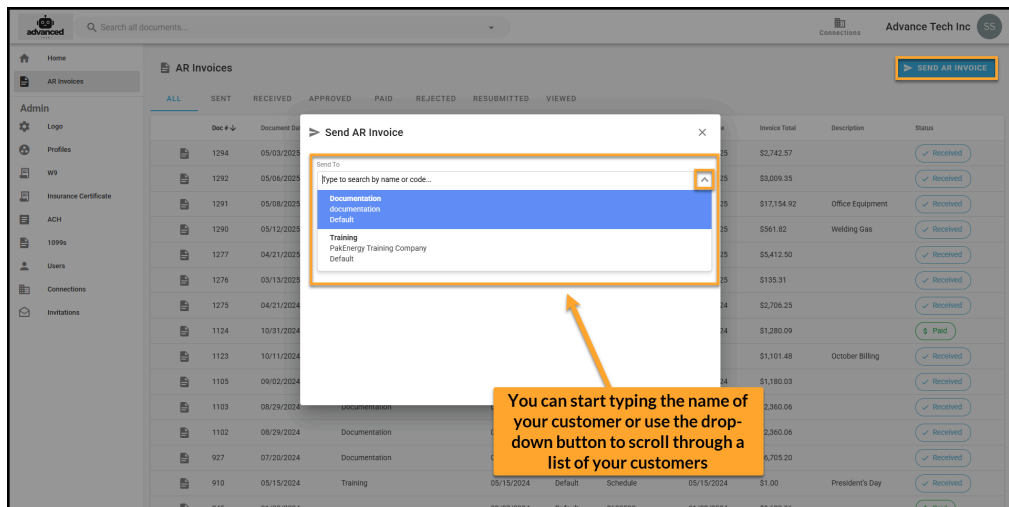 advanced
Search all documents...
Connections
Advance Tech Inc
SS
Home
AR Invoices
Admin
Logo
Profiles
W9
Insurance Certificate
ACH
1099s
Users
Connections
Invitations
AR Invoices
SEND AR INVOICE
ALL SENT RECEIVED APPROVED PAID REJECTED RESUBMITTED VIEWED
Doc # Document Dat Invoice Total Description Status
1294 05/03/2025 25 $2,742.57 Received
1292 05/06/2025 25 $3,009.35 Received
1291 05/08/2025 25 $17,154.92 Office Equipment Received
1290 05/12/2025 25 $561.82 Welding Gas Received
1277 04/21/2025 25 $5,412.50 Received
1276 03/13/2025 25 $135.31 Received
1275 04/21/2024 24 $2,706.25 Received
1124 10/31/2024 24 $1,280.09 $ Paid
1123 10/11/2024 $1,101.48 October Billing Received
1105 09/02/2024 24 $1,180.03 Received
1103 08/29/2024 Documentation 2,360.06 Received
1102 08/29/2024 Documentation 2,360.06 Received
927 07/20/2024 Documentation 6,705.20 Received
910 05/15/2024 Training 05/15/2024 Default Schedule 05/15/2024 $1.00 President's Day Received
Send AR Invoice
Send To
Type to search by name or code...
Documentation
documentation
Default
Training
PakEnergy Training Company
Default
You can start typing the name of
your customer or use the drop-
down button to scroll through a
list of your customers